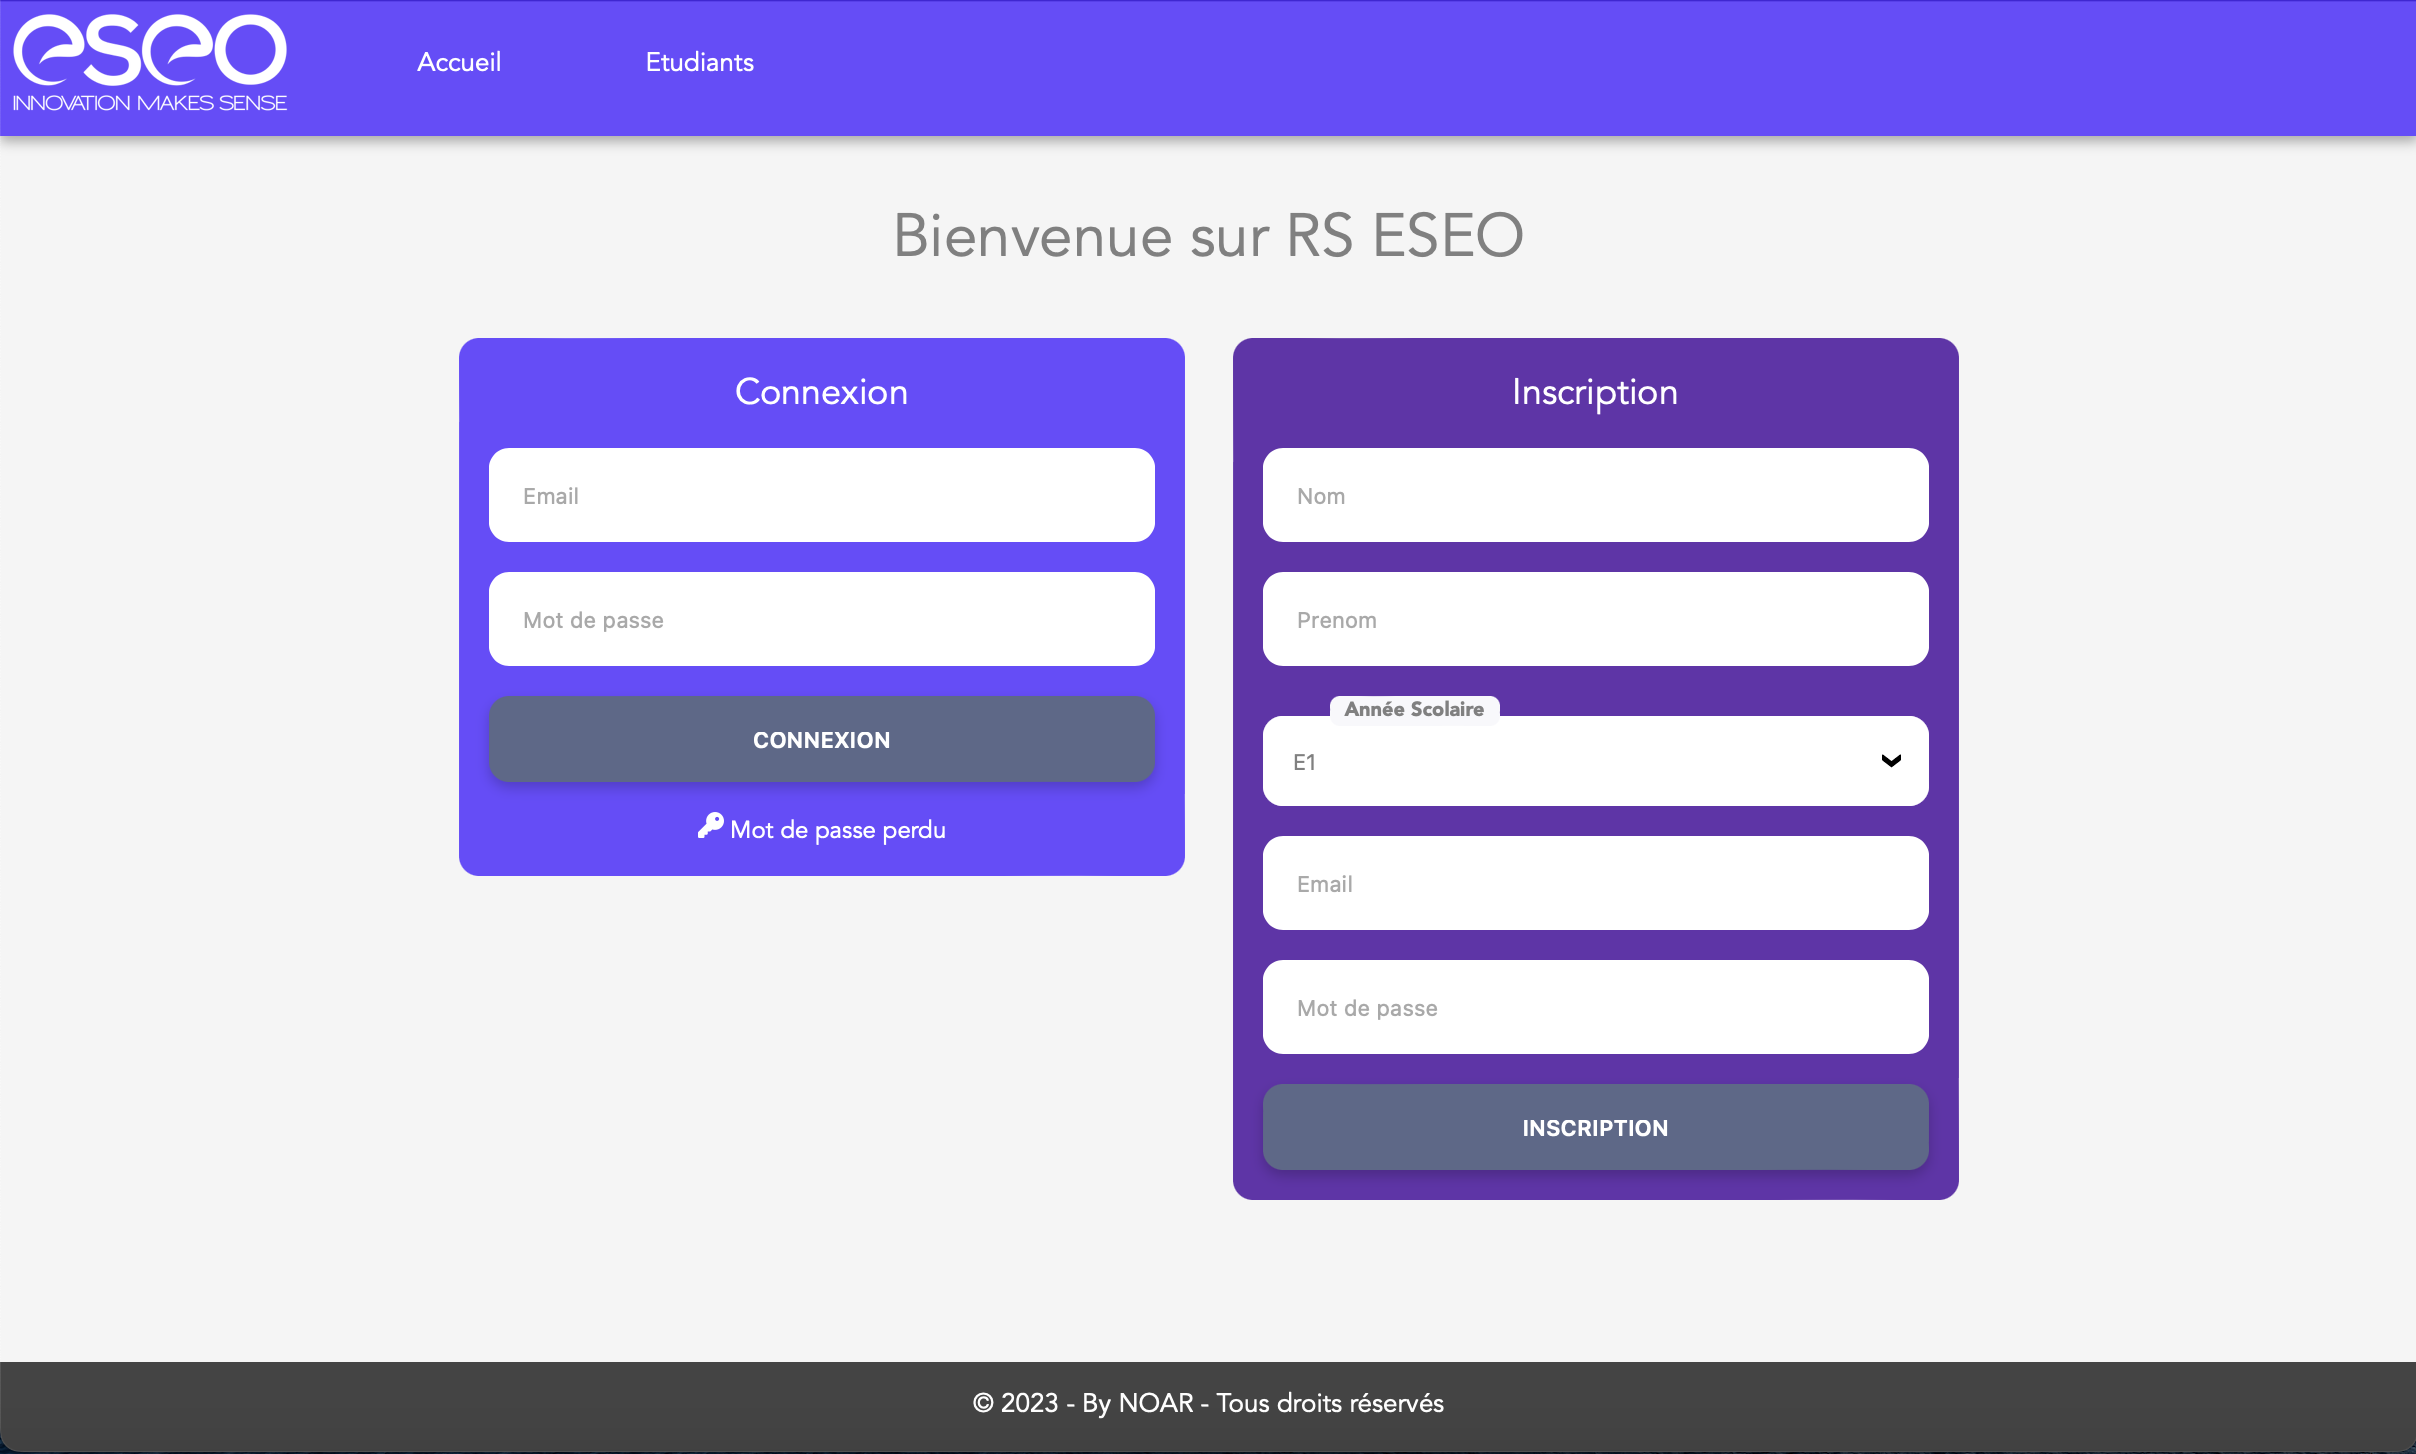 eseo
INNOVATION MAKES SENSE
Accueil
Etudiants
Bienvenue sur RS ESEO
Connexion
Email
Mot de passe
CONNEXION
Mot de passe perdu
Inscription
Nom
Prenom
Année Scolaire
E1
Email
Mot de passe
INSCRIPTION
© 2023 - By NOAR - Tous droits réservés